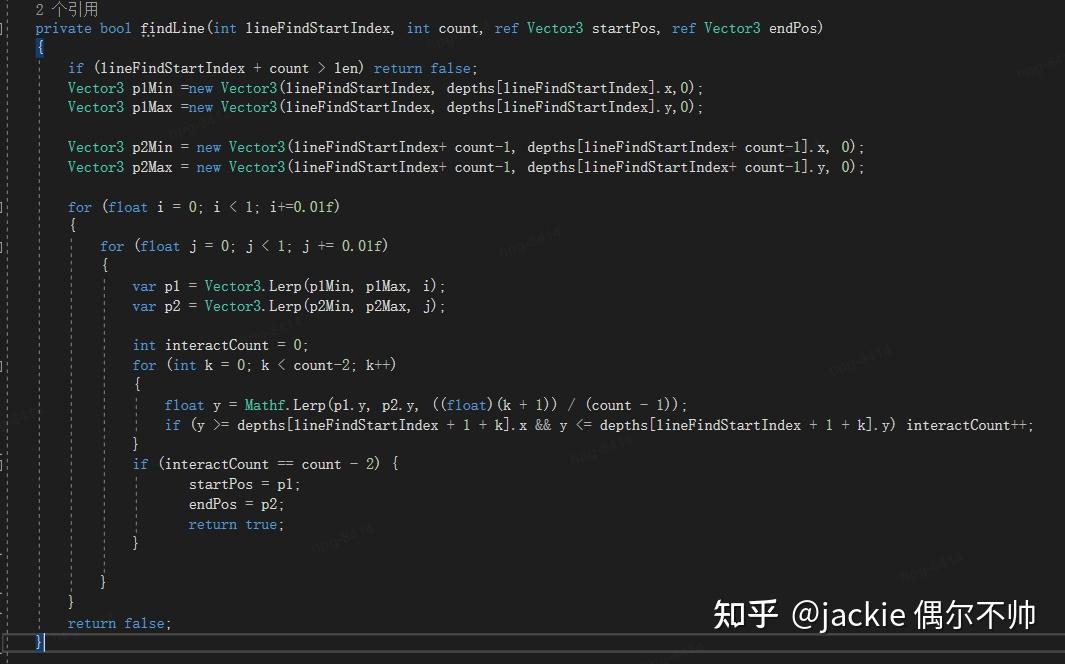 2 个引用
private bool findLine(int lineFindStartIndex, int count, ref Vector3 startPos, ref Vector3 endPos)
{
if (lineFindStartIndex + count > len) return false;
Vector3 p1Min =new Vector3(lineFindStartIndex, depths[lineFindStartIndex].x,0);
Vector3 p1Max =new Vector3(lineFindStartIndex, depths[lineFindStartIndex].y,0);
Vector3 p2Min = new Vector3(lineFindStartIndex+ count-1, depths[lineFindStartIndex+ count-1].x, 0);
Vector3 p2Max = new Vector3(lineFindStartIndex+ count-1, depths[lineFindStartIndex+ count-1].y, 0);
for (float i = 0; i < 1; i+=0.01f)
{
for (float j = 0; j < 1; j += 0.01f)
{
var p1 = Vector3.Lerp(p1Min, p1Max, i);
var p2 = Vector3.Lerp(p2Min, p2Max, j);
int interactCount = 0;
for (int k = 0; k < count-2; k++)
{
float y = Mathf.Lerp(p1.y, p2.y, ((float)(k + 1)) / (count - 1));
if (y >= depths[lineFindStartIndex + 1 + k].x && y <= depths[lineFindStartIndex + 1 + k].y) interactCount++;
}
if (interactCount == count - 2) {
startPos = p1;
endPos = p2;
return true;
}
}
}
return false;
}
知乎 @jackie 偶尔不帅